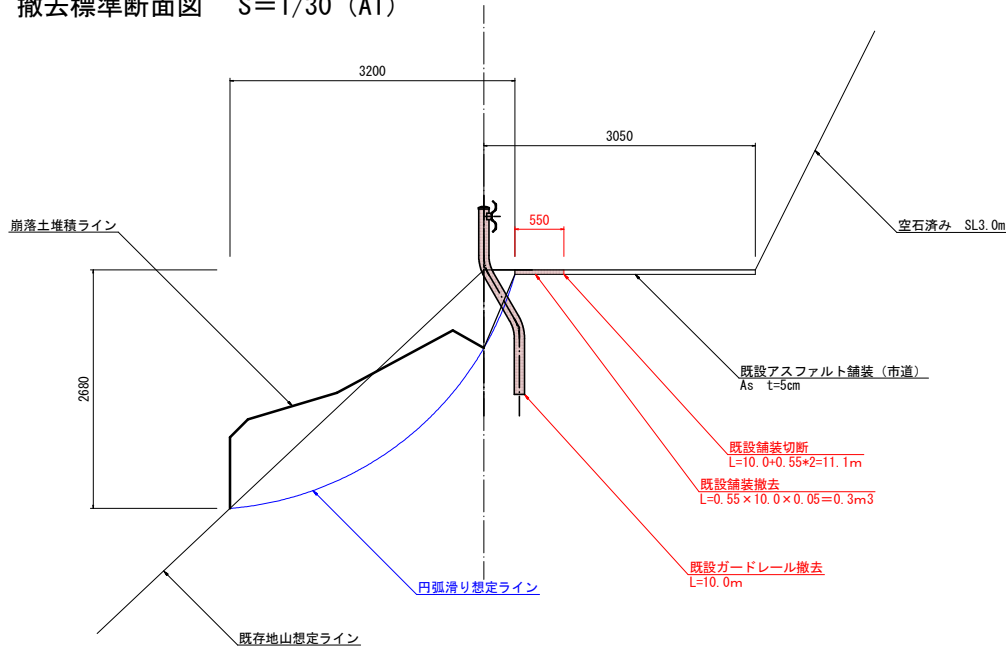 撤去標準断面図 S=1/30 (A1)
3200
3050
550
崩落土堆積ライン
空石済み SL3.0m
2680
既設アスファルト舗装（市道）
As t=5cm
既設舗装切断
L=10.0+0.55*2=11.1m
既設舗装撤去
L=0.55×10.0×0.05=0.3m3
既設ガードレール撤去
L=10.0m
円弧滑り想定ライン
既存地山想定ライン